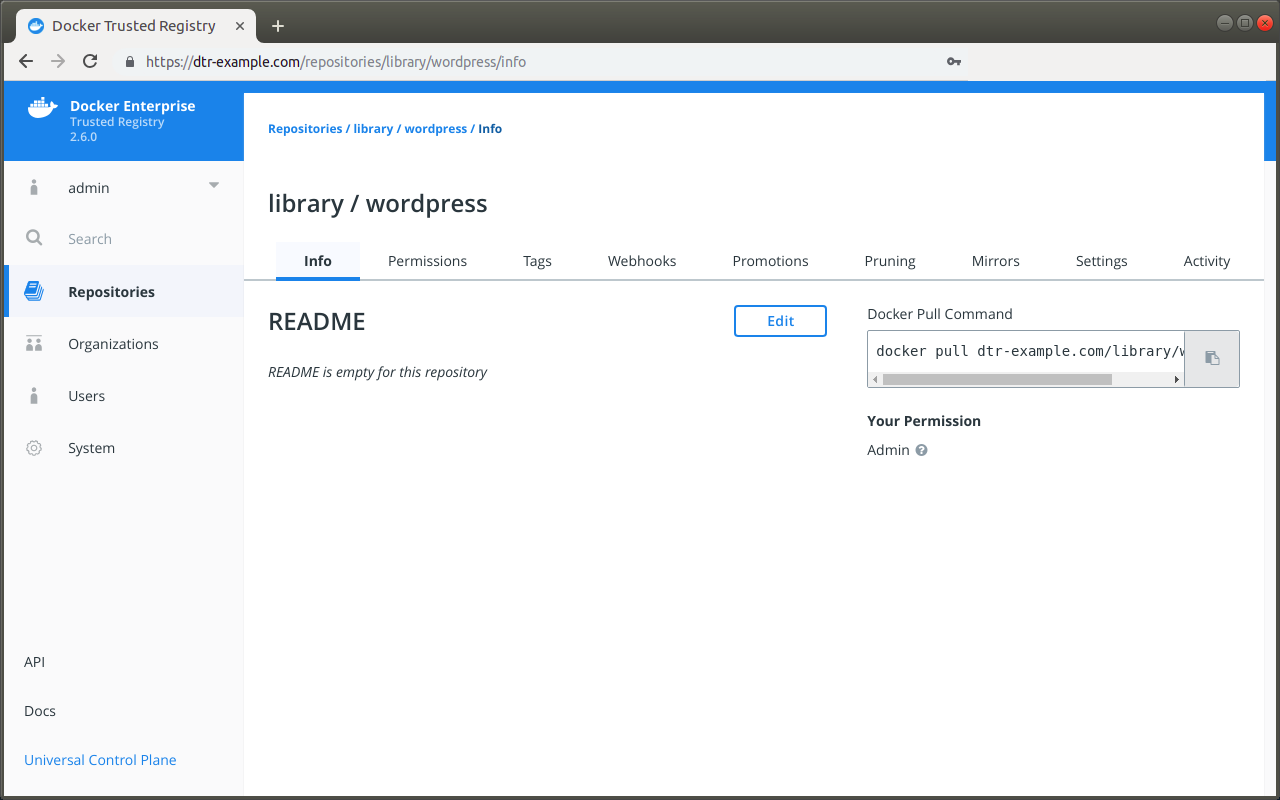 Docker Trusted Registry
https://dtr-example.com/repositories/library/wordpress/info
Docker Enterprise
Trusted Registry
2.6.0
admin
Search
Repositories
Organizations
Users
System
API
Docs
Universal Control Plane
Repositories / library / wordpress / Info
library / wordpress
Info Permissions Tags Webhooks Promotions Pruning Mirrors Settings Activity
README
Edit
README is empty for this repository
Docker Pull Command
docker pull dtr-example.com/library/w
Your Permission
Admin